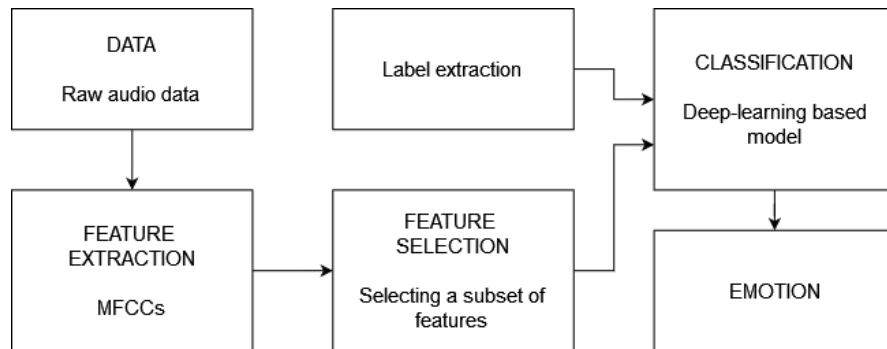 DATA
Raw audio data
Label extraction
CLASSIFICATION
Deep-learning based
model
FEATURE
EXTRACTION
MFCCs
FEATURE
SELECTION
Selecting a subset of
features
EMOTION